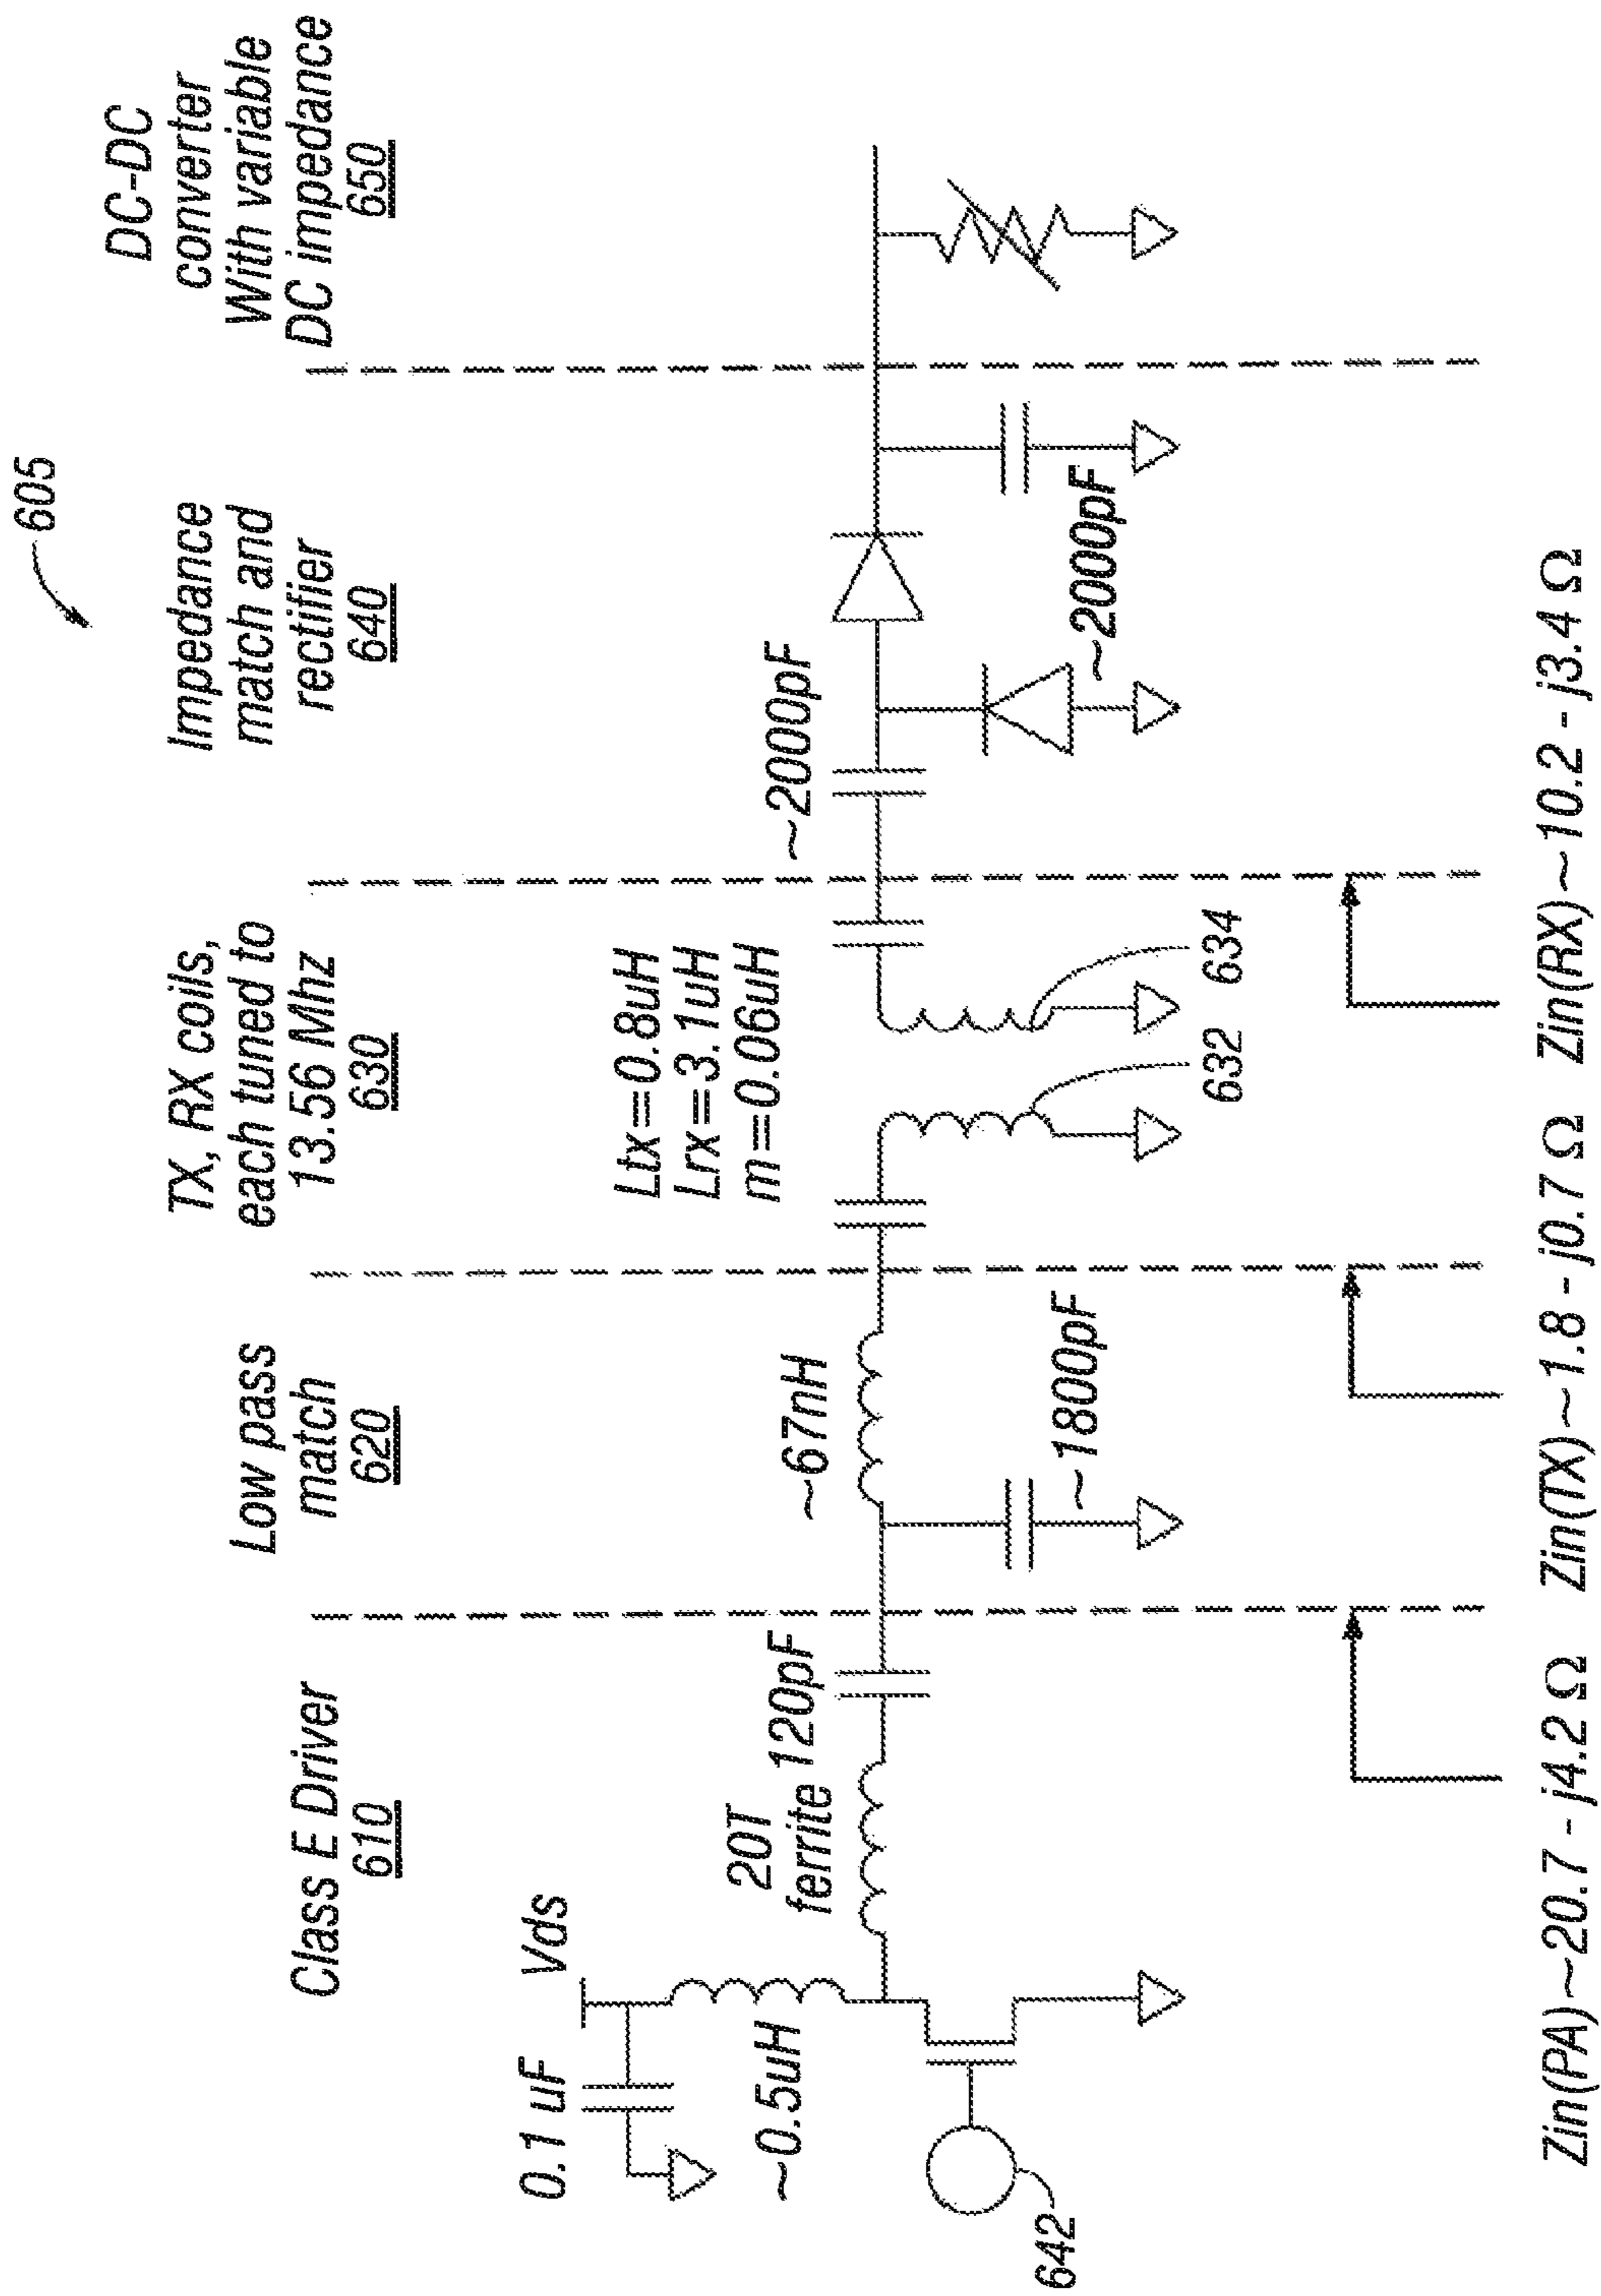 605
Class E Driver
610
Low pass
match
620
TX, RX coils,
each tuned to
13.56 Mhz
630
Impedance
match and
rectifier
640
DC-DC
converter
With variable
DC impedance
650
0.1 uF
Vds
~0.5uH
642
20T
ferrite
120pF
~67nH
~1800pF
Ltx=0.8uH
Lrx=3.1uH
m=0.06uH
632
634
~2000pF
~2000pF
Zin(PA)~20.7 - j4.2 Ω
Zin(TX)~1.8 - j0.7 Ω
Zin(RX)~10.2 - j3.4 Ω